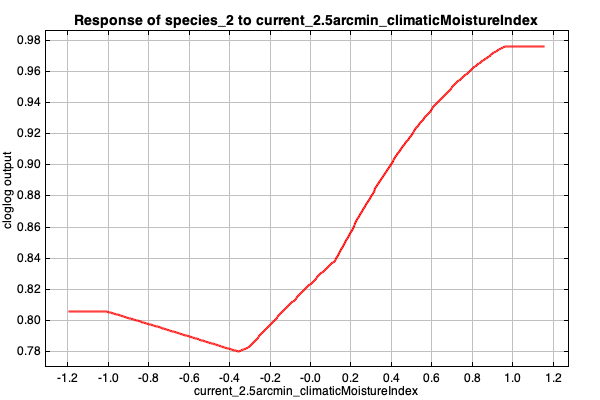 Response of species_2 to current_2.5arcmin_climaticMoistureIndex
cloglog output
0.98
0.96
0.94
0.92
0.90
0.88
0.86
0.84
0.82
0.80
0.78
-1.2 -1.0 -0.8 -0.6 -0.4 -0.2 -0.0 0.2 0.4 0.6 0.8 1.0 1.2
current_2.5arcmin_climaticMoistureIndex